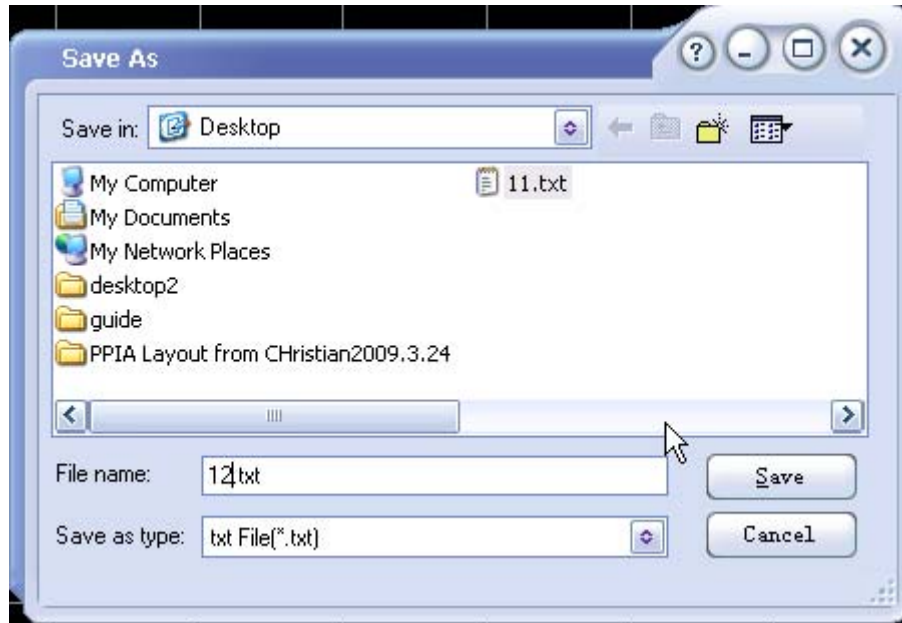 Save As
?
Save in: Desktop
My Computer
My Documents
My Network Places
desktop2
guide
PPIA Layout from CHristian2009.3.24
11.txt
File name: 12.txt
Save
Save as type: txt File(*.txt)
Cancel